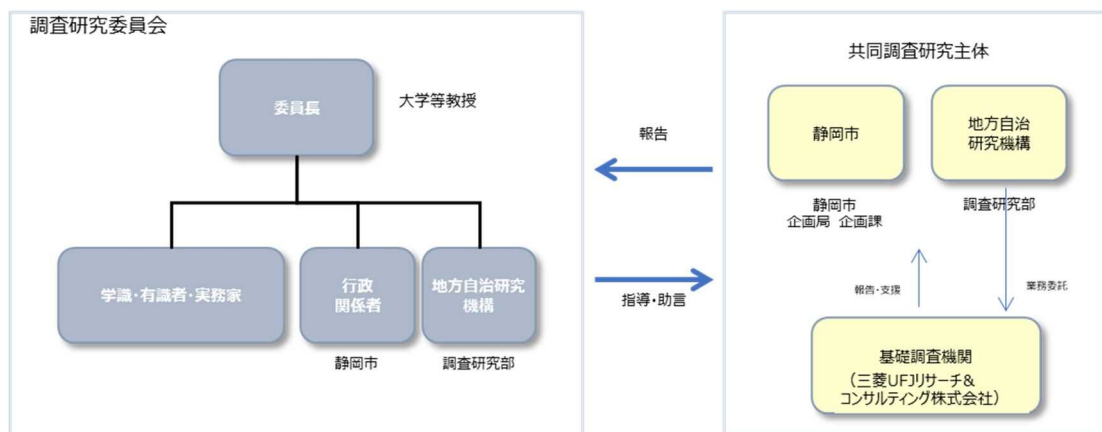 調査研究委員会
委員長
大学等教授
学識・有識者・実務家
行政
関係者
地方自治研究
機構
静岡市
調査研究部
報告
指導・助言
共同調査研究主体
静岡市
地方自治
研究機構
静岡市
企画局 企画課
調査研究部
報告・支援
業務委託
基礎調査機関
（三菱UFJリサーチ&
コンサルティング株式会社）